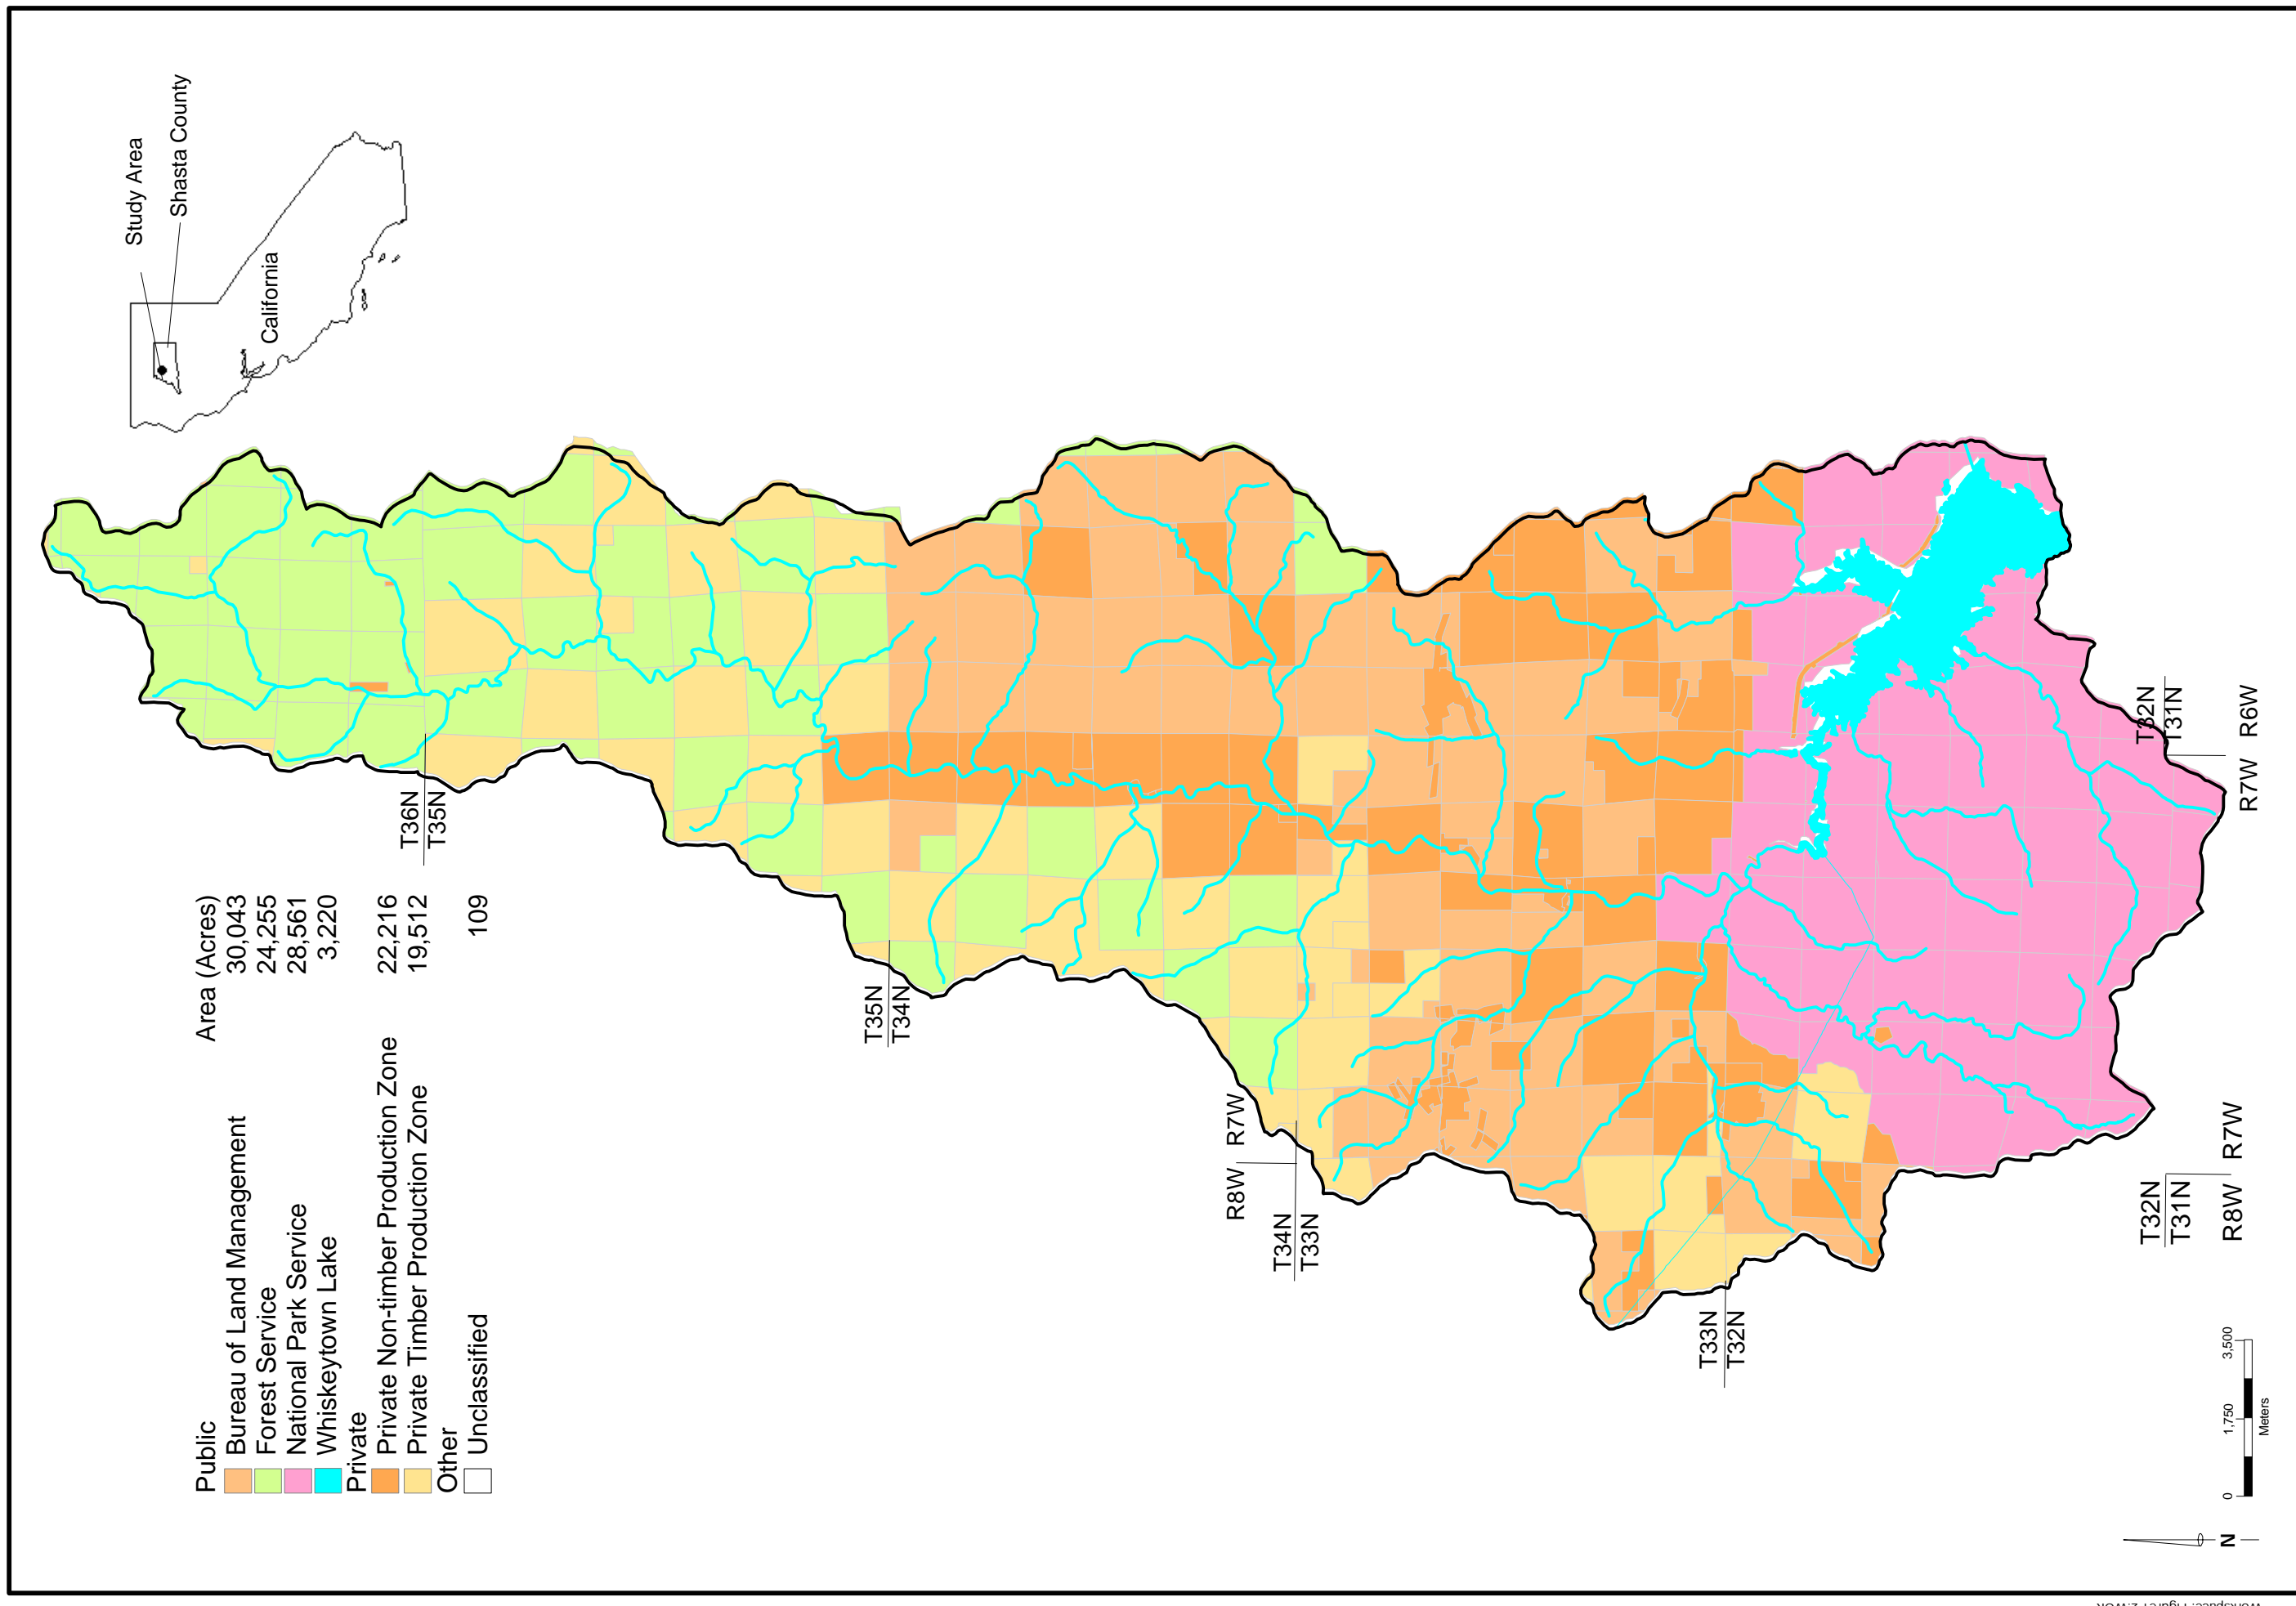 Study Area
Shasta County
California
Area (Acres)
Public
Bureau of Land Management 30,043
Forest Service 24,255
National Park Service 28,561
Whiskeytown Lake 3,220
Private
Private Non-timber Production Zone 22,216
Private Timber Production Zone 19,512
Other
Unclassified 109
T36N
T35N
T35N
T34N
R8W R7W
T34N
T33N
T33N
T32N
T32N
T31N
R7W R6W
T32N
T31N
R8W R7W
0 1,750 3,500
Meters
N